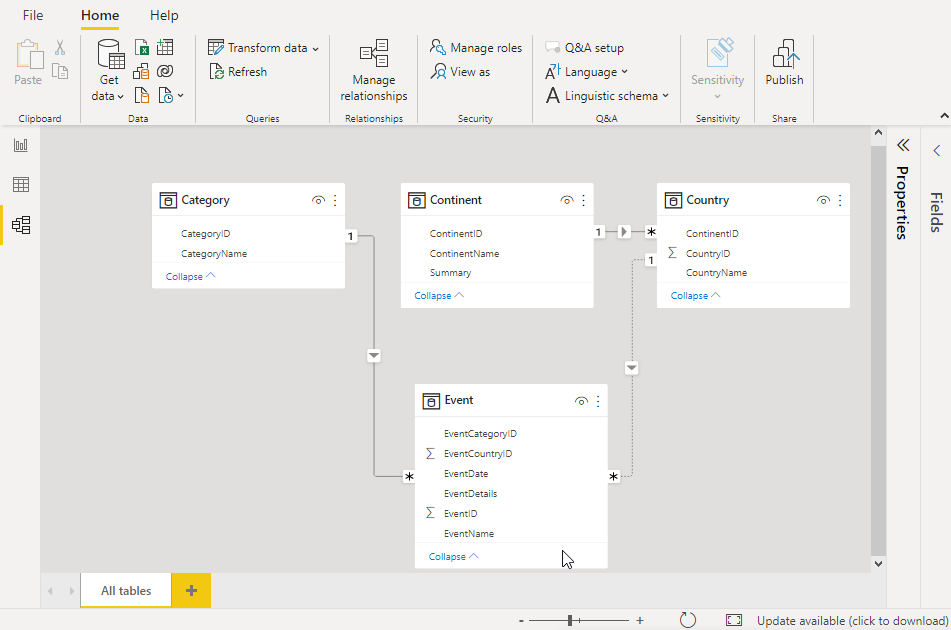 File Home Help
Paste
Get data
Transform data
Refresh
Manage relationships
Manage roles
View as
Q&A setup
Language
Linguistic schema
Sensitivity
Publish
Clipboard Data Queries Relationships Security Q&A Sensitivity Share
Category
CategoryID
CategoryName
Collapse
Continent
ContinentID
ContinentName
Summary
Collapse
Country
ContinentID
∑ CountryID
CountryName
Collapse
1
1
*
1
Event
EventCategoryID
∑ EventCountryID
EventDate
EventDetails
∑ EventID
EventName
Collapse
*
*
Properties
Fields
All tables +
- +
Update available (click to download)